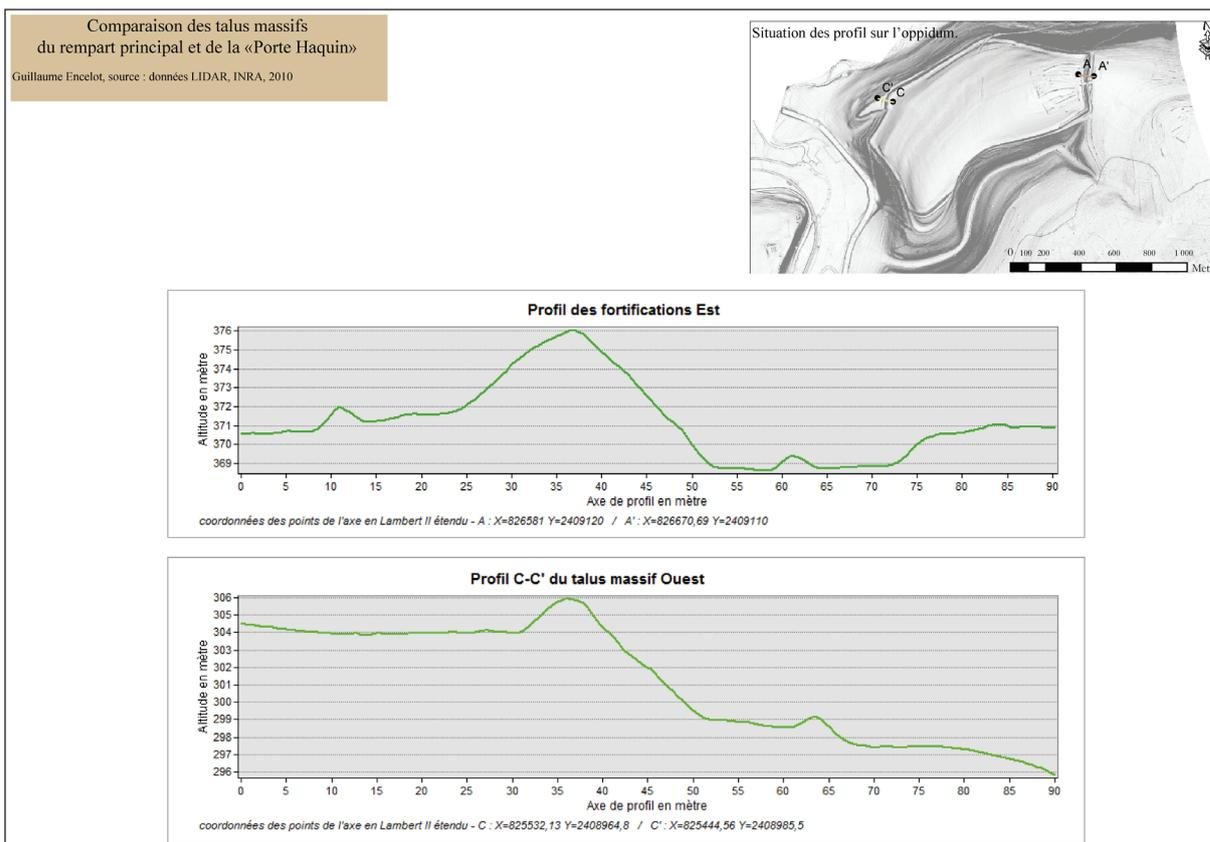 Comparaison des talus massifs
du rempart principal et de la «Porte Haquin»
Guillaume Encelot, source : données LIDAR, INRA, 2010
Situation des profil sur l'oppidum.
A A'
C' C
0 100 200 400 600 800 1 000
Met
Profil des fortifications Est
Altitude en mètre
376
375
374
373
372
371
370
369
0 5 10 15 20 25 30 35 40 45 50 55 60 65 70 75 80 85 90
Axe de profil en mètre
coordonnées des points de l'axe en Lambert II étendu - A : X=826581 Y=2409120 / A' : X=826670,69 Y=2409110
Profil C-C' du talus massif Ouest
Altitude en mètre
306
305
304
303
302
301
300
299
298
297
296
0 5 10 15 20 25 30 35 40 45 50 55 60 65 70 75 80 85 90
Axe de profil en mètre
coordonnées des points de l'axe en Lambert II étendu - C : X=825532,13 Y=2408964,8 / C' : X=825444,56 Y=2408985,5